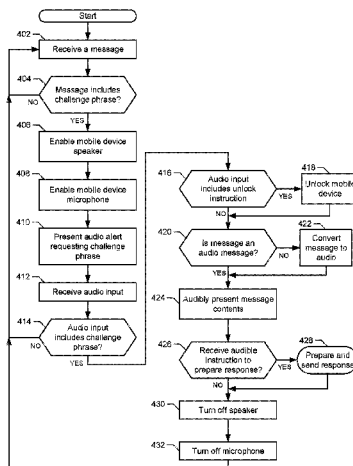 Start
402
Receive a message
404
Message includes
challenge phrase?
NO
YES
406
Enable mobile device
speaker
408
Enable mobile device
microphone
410
Present audio alert
requesting challenge
phrase
412
Receive audio input
414
Audio input
includes challenge
phrase?
NO
YES
416
Audio input
includes unlock
instruction
YES
NO
418
Unlock mobile
device
420
Is message an
audio message?
NO
YES
422
Convert
message to
audio
424
Audibly present message
contents
426
Receive audible
instruction to
prepare response?
YES
NO
428
Prepare and
send response
430
Turn off speaker
432
Turn off microphone